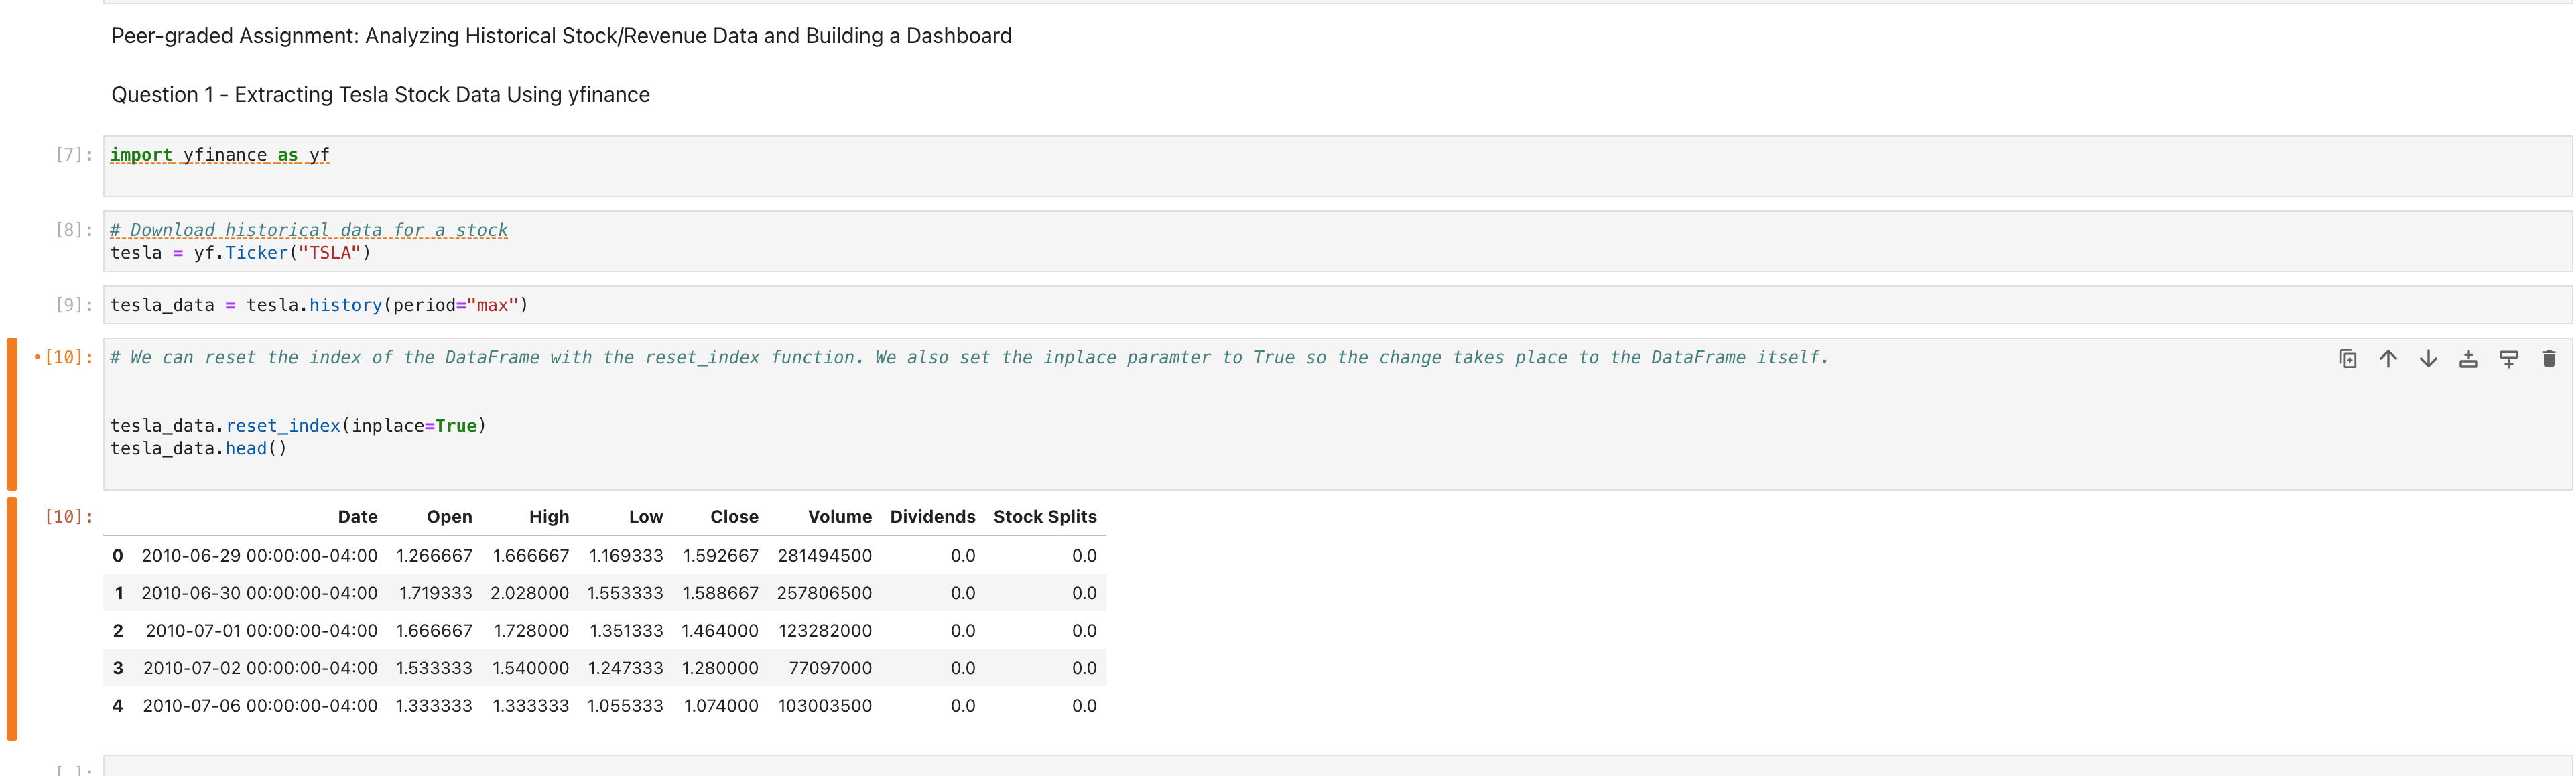 Peer-graded Assignment: Analyzing Historical Stock/Revenue Data and Building a Dashboard
Question 1 - Extracting Tesla Stock Data Using yfinance
[7]: import yfinance as yf
[8]: # Download historical data for a stock
tesla = yf.Ticker("TSLA")
[9]: tesla_data = tesla.history(period="max")
•[10]: # We can reset the index of the DataFrame with the reset_index function. We also set the inplace paramter to True so the change takes place to the DataFrame itself.
tesla_data.reset_index(inplace=True)
tesla_data.head()
[10]: Date Open High Low Close Volume Dividends Stock Splits
0 2010-06-29 00:00:00-04:00 1.266667 1.666667 1.169333 1.592667 281494500 0.0 0.0
1 2010-06-30 00:00:00-04:00 1.719333 2.028000 1.553333 1.588667 257806500 0.0 0.0
2 2010-07-01 00:00:00-04:00 1.666667 1.728000 1.351333 1.464000 123282000 0.0 0.0
3 2010-07-02 00:00:00-04:00 1.533333 1.540000 1.247333 1.280000 77097000 0.0 0.0
4 2010-07-06 00:00:00-04:00 1.333333 1.333333 1.055333 1.074000 103003500 0.0 0.0
[ ]: